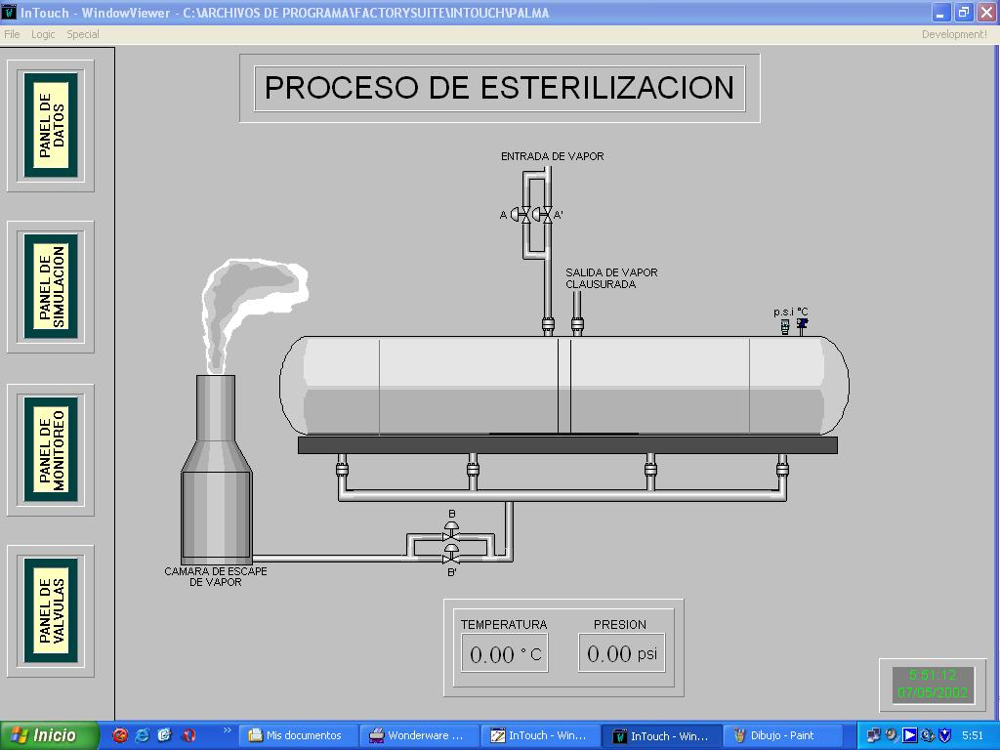 InTouch - WindowViewer - C:\ARCHIVOS DE PROGRAMA\FACTORYSUITE\INTOUCH\PALMA
File Logic Special Development!
PROCESO DE ESTERILIZACION
PANEL DE
DATOS
PANEL DE
SIMULACION
PANEL DE
MONITOREO
PANEL DE
VALVULAS
ENTRADA DE VAPOR
A A'
SALIDA DE VAPOR
CLAUSURADA
p.s.i °C
B
B'
CAMARA DE ESCAPE
DE VAPOR
TEMPERATURA PRESION
0.00 ° C 0.00 psi
5:51:12
07/05/2002
Inicio » Mis documentos Wonderware ... InTouch - Win... InTouch - Win... Dibujo - Paint 5:51